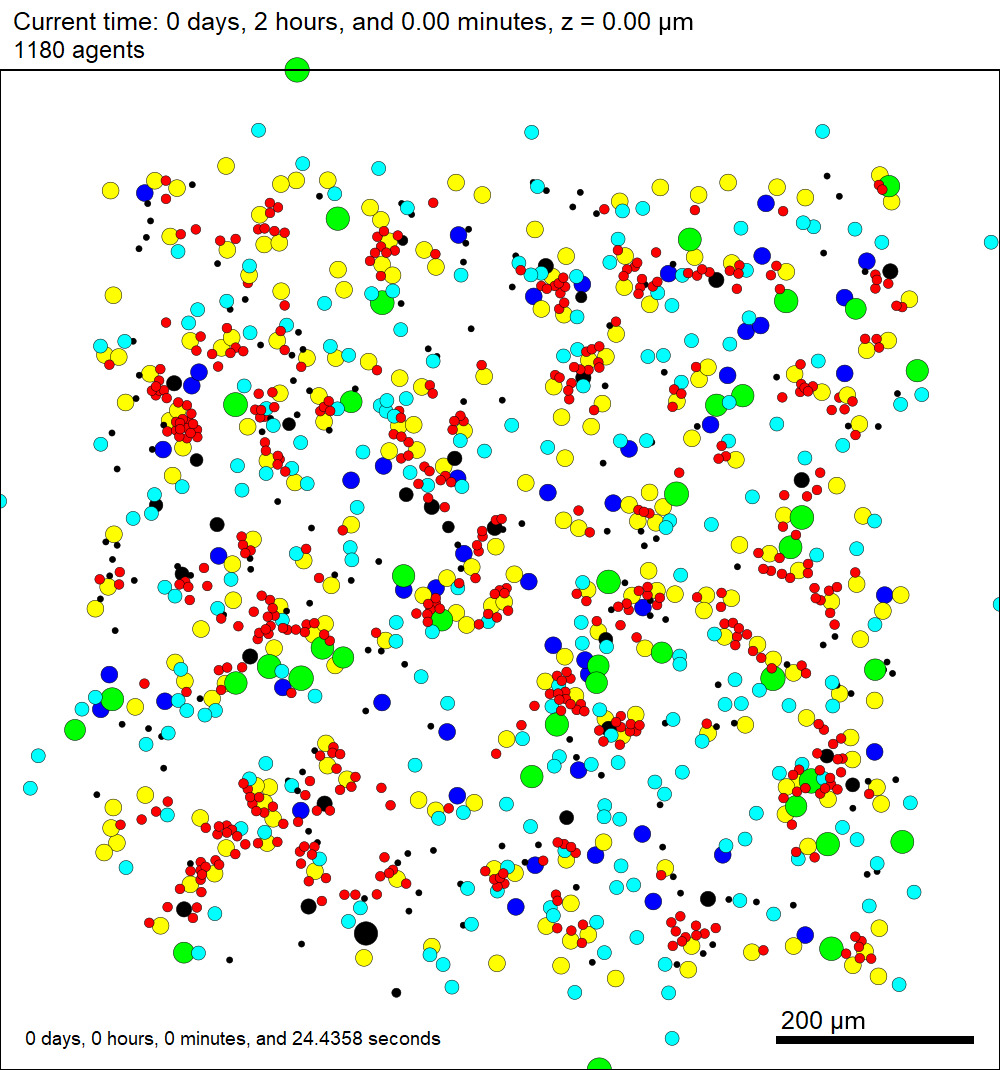 Current time: 0 days, 2 hours, and 0.00 minutes, z = 0.00 μm
1180 agents
200 μm
0 days, 0 hours, 0 minutes, and 24.4358 seconds